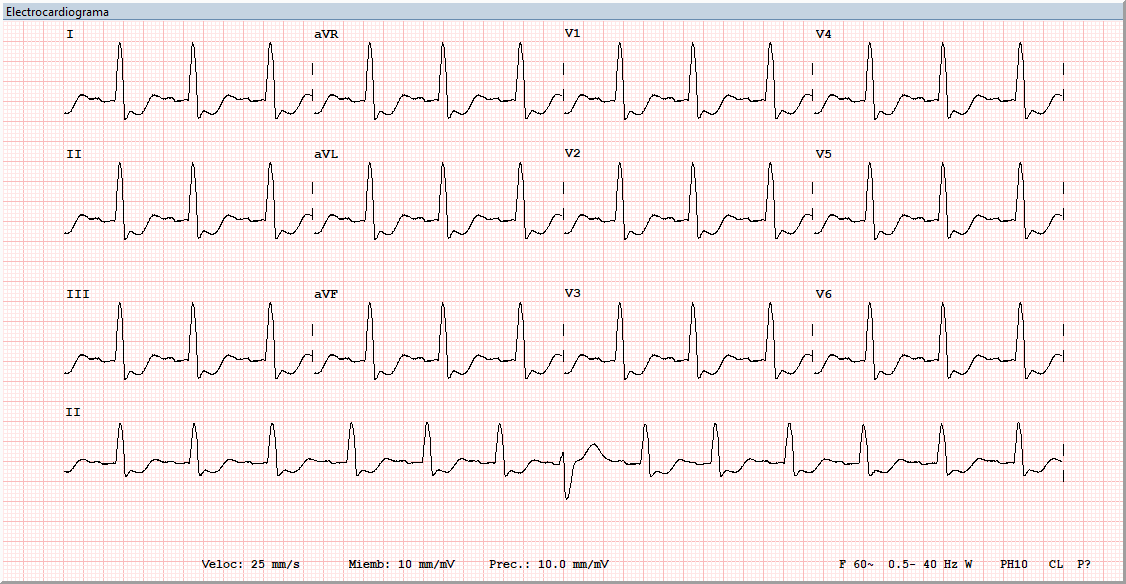 Electrocardiograma
I aVR V1 V4
II aVL V2 V5
III aVF V3 V6
II
Veloc: 25 mm/s Miemb: 10 mm/mV Prec.: 10.0 mm/mV F 60~ 0.5- 40 Hz W PH10 CL P?